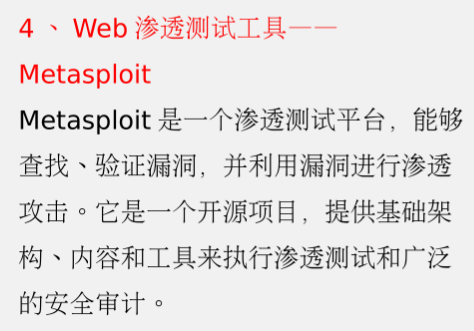 4 、 Web 渗透测试工具——
Metasploit
Metasploit 是一个渗透测试平台，能够
查找、验证漏洞，并利用漏洞进行渗透
攻击。它是一个开源项目，提供基础架
构、内容和工具来执行渗透测试和广泛
的安全审计。